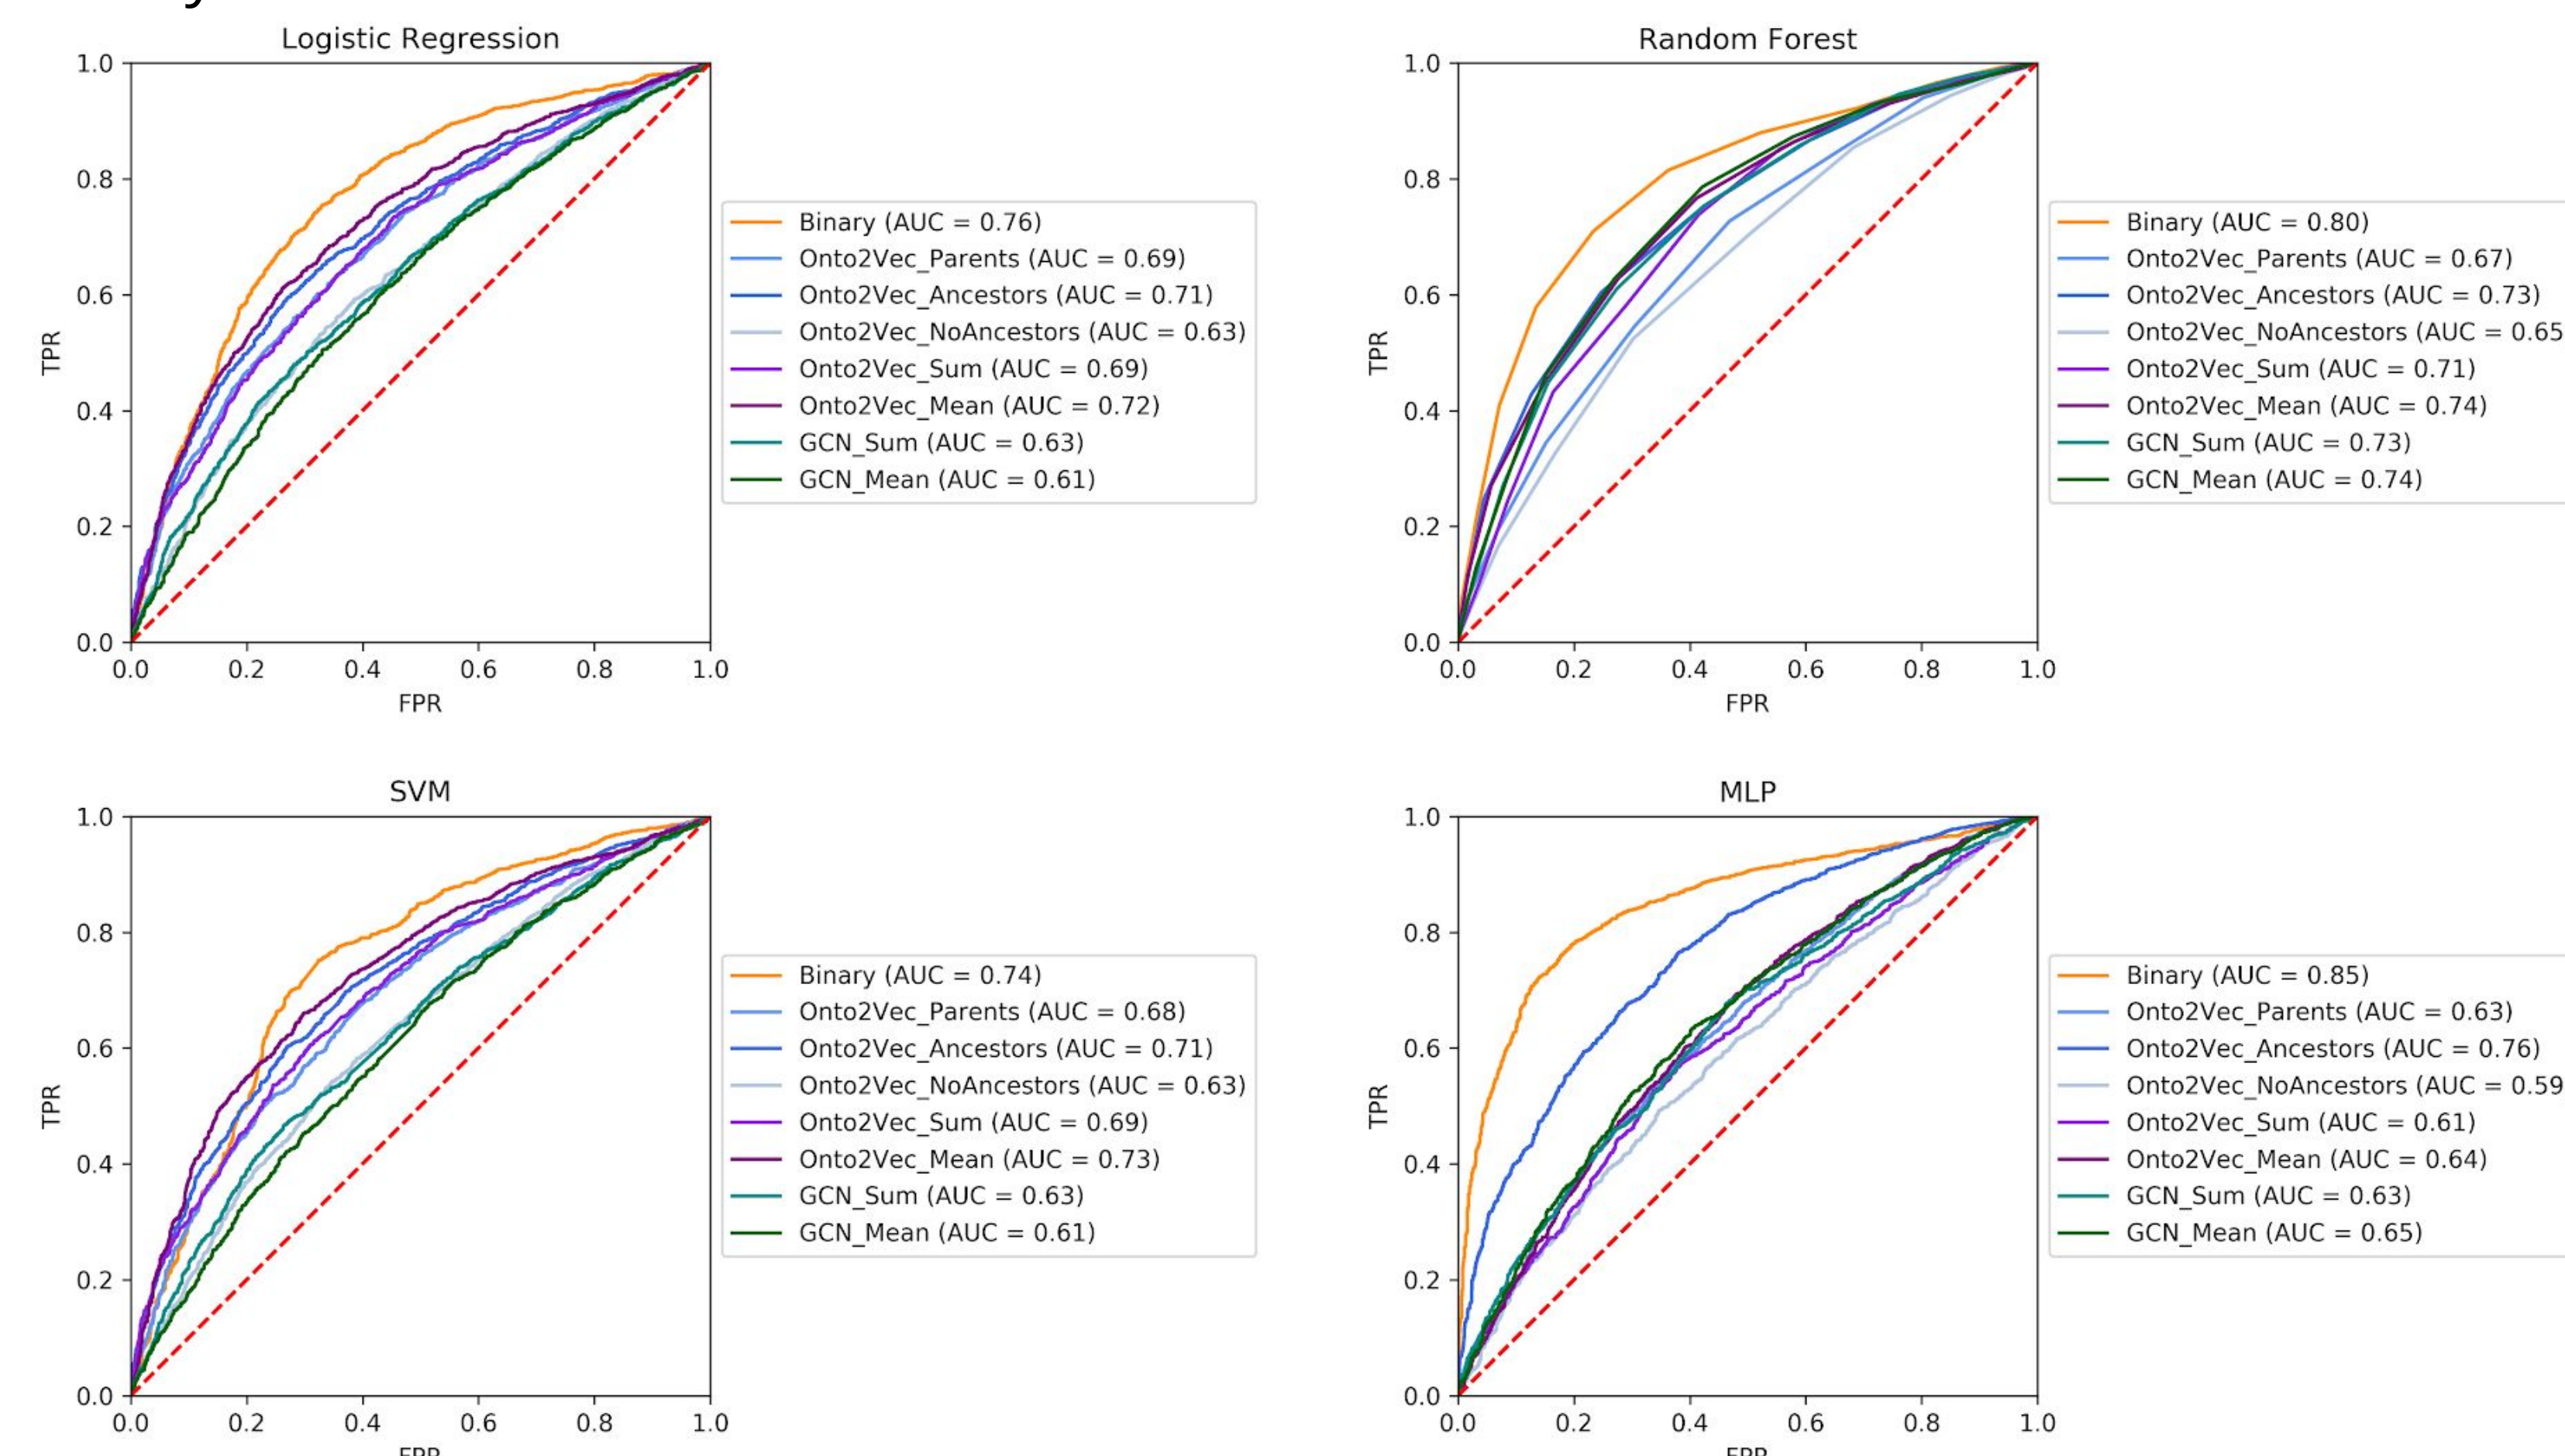 Logistic Regression
1.0
0.8
0.6
0.4
0.2
0.0
TPR
0.0 0.2 0.4 0.6 0.8 1.0
FPR
Binary (AUC = 0.76)
Onto2Vec_Parents (AUC = 0.69)
Onto2Vec_Ancestors (AUC = 0.71)
Onto2Vec_NoAncestors (AUC = 0.63)
Onto2Vec_Sum (AUC = 0.69)
Onto2Vec_Mean (AUC = 0.72)
GCN_Sum (AUC = 0.63)
GCN_Mean (AUC = 0.61)
Random Forest
1.0
0.8
0.6
0.4
0.2
0.0
TPR
0.0 0.2 0.4 0.6 0.8 1.0
FPR
Binary (AUC = 0.80)
Onto2Vec_Parents (AUC = 0.67)
Onto2Vec_Ancestors (AUC = 0.73)
Onto2Vec_NoAncestors (AUC = 0.65
Onto2Vec_Sum (AUC = 0.71)
Onto2Vec_Mean (AUC = 0.74)
GCN_Sum (AUC = 0.73)
GCN_Mean (AUC = 0.74)
SVM
1.0
0.8
0.6
0.4
0.2
0.0
TPR
0.0 0.2 0.4 0.6 0.8 1.0
FPR
Binary (AUC = 0.74)
Onto2Vec_Parents (AUC = 0.68)
Onto2Vec_Ancestors (AUC = 0.71)
Onto2Vec_NoAncestors (AUC = 0.63)
Onto2Vec_Sum (AUC = 0.69)
Onto2Vec_Mean (AUC = 0.73)
GCN_Sum (AUC = 0.63)
GCN_Mean (AUC = 0.61)
MLP
1.0
0.8
0.6
0.4
0.2
0.0
TPR
0.0 0.2 0.4 0.6 0.8 1.0
FPR
Binary (AUC = 0.85)
Onto2Vec_Parents (AUC = 0.63)
Onto2Vec_Ancestors (AUC = 0.76)
Onto2Vec_NoAncestors (AUC = 0.59
Onto2Vec_Sum (AUC = 0.61)
Onto2Vec_Mean (AUC = 0.64)
GCN_Sum (AUC = 0.63)
GCN_Mean (AUC = 0.65)